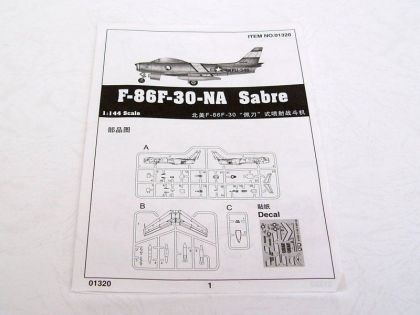 ITEM NO.01320
F-86F-30-NA Sabre
1:144 Scale
北美F-86F-30 "佩刀" 式喷射战斗机
部品图
A
B
C
贴纸
Decal
01320
1